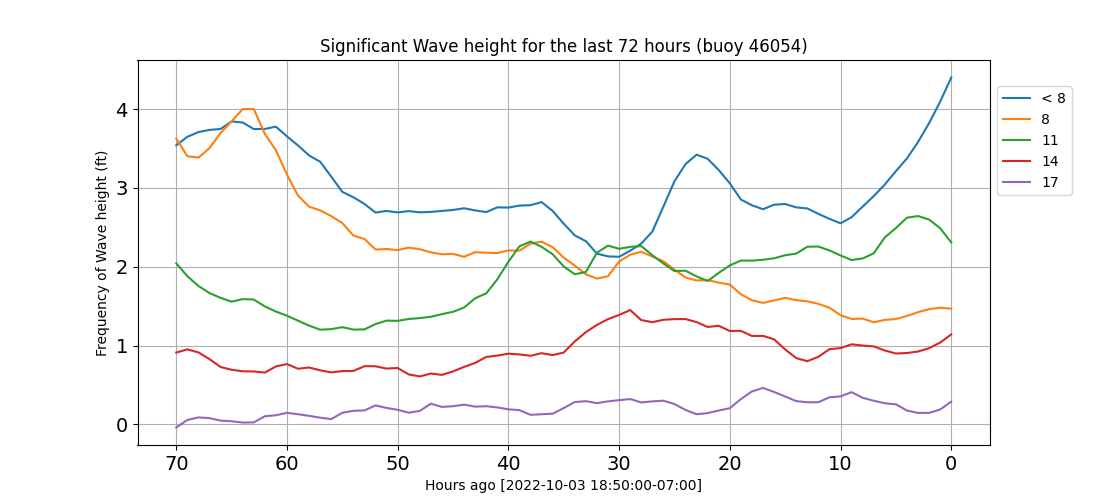 Significant Wave height for the last 72 hours (buoy 46054)
Frequency of Wave height (ft)
4
3
2
1
0
70 60 50 40 30 20 10 0
Hours ago [2022-10-03 18:50:00-07:00]
< 8
8
11
14
17